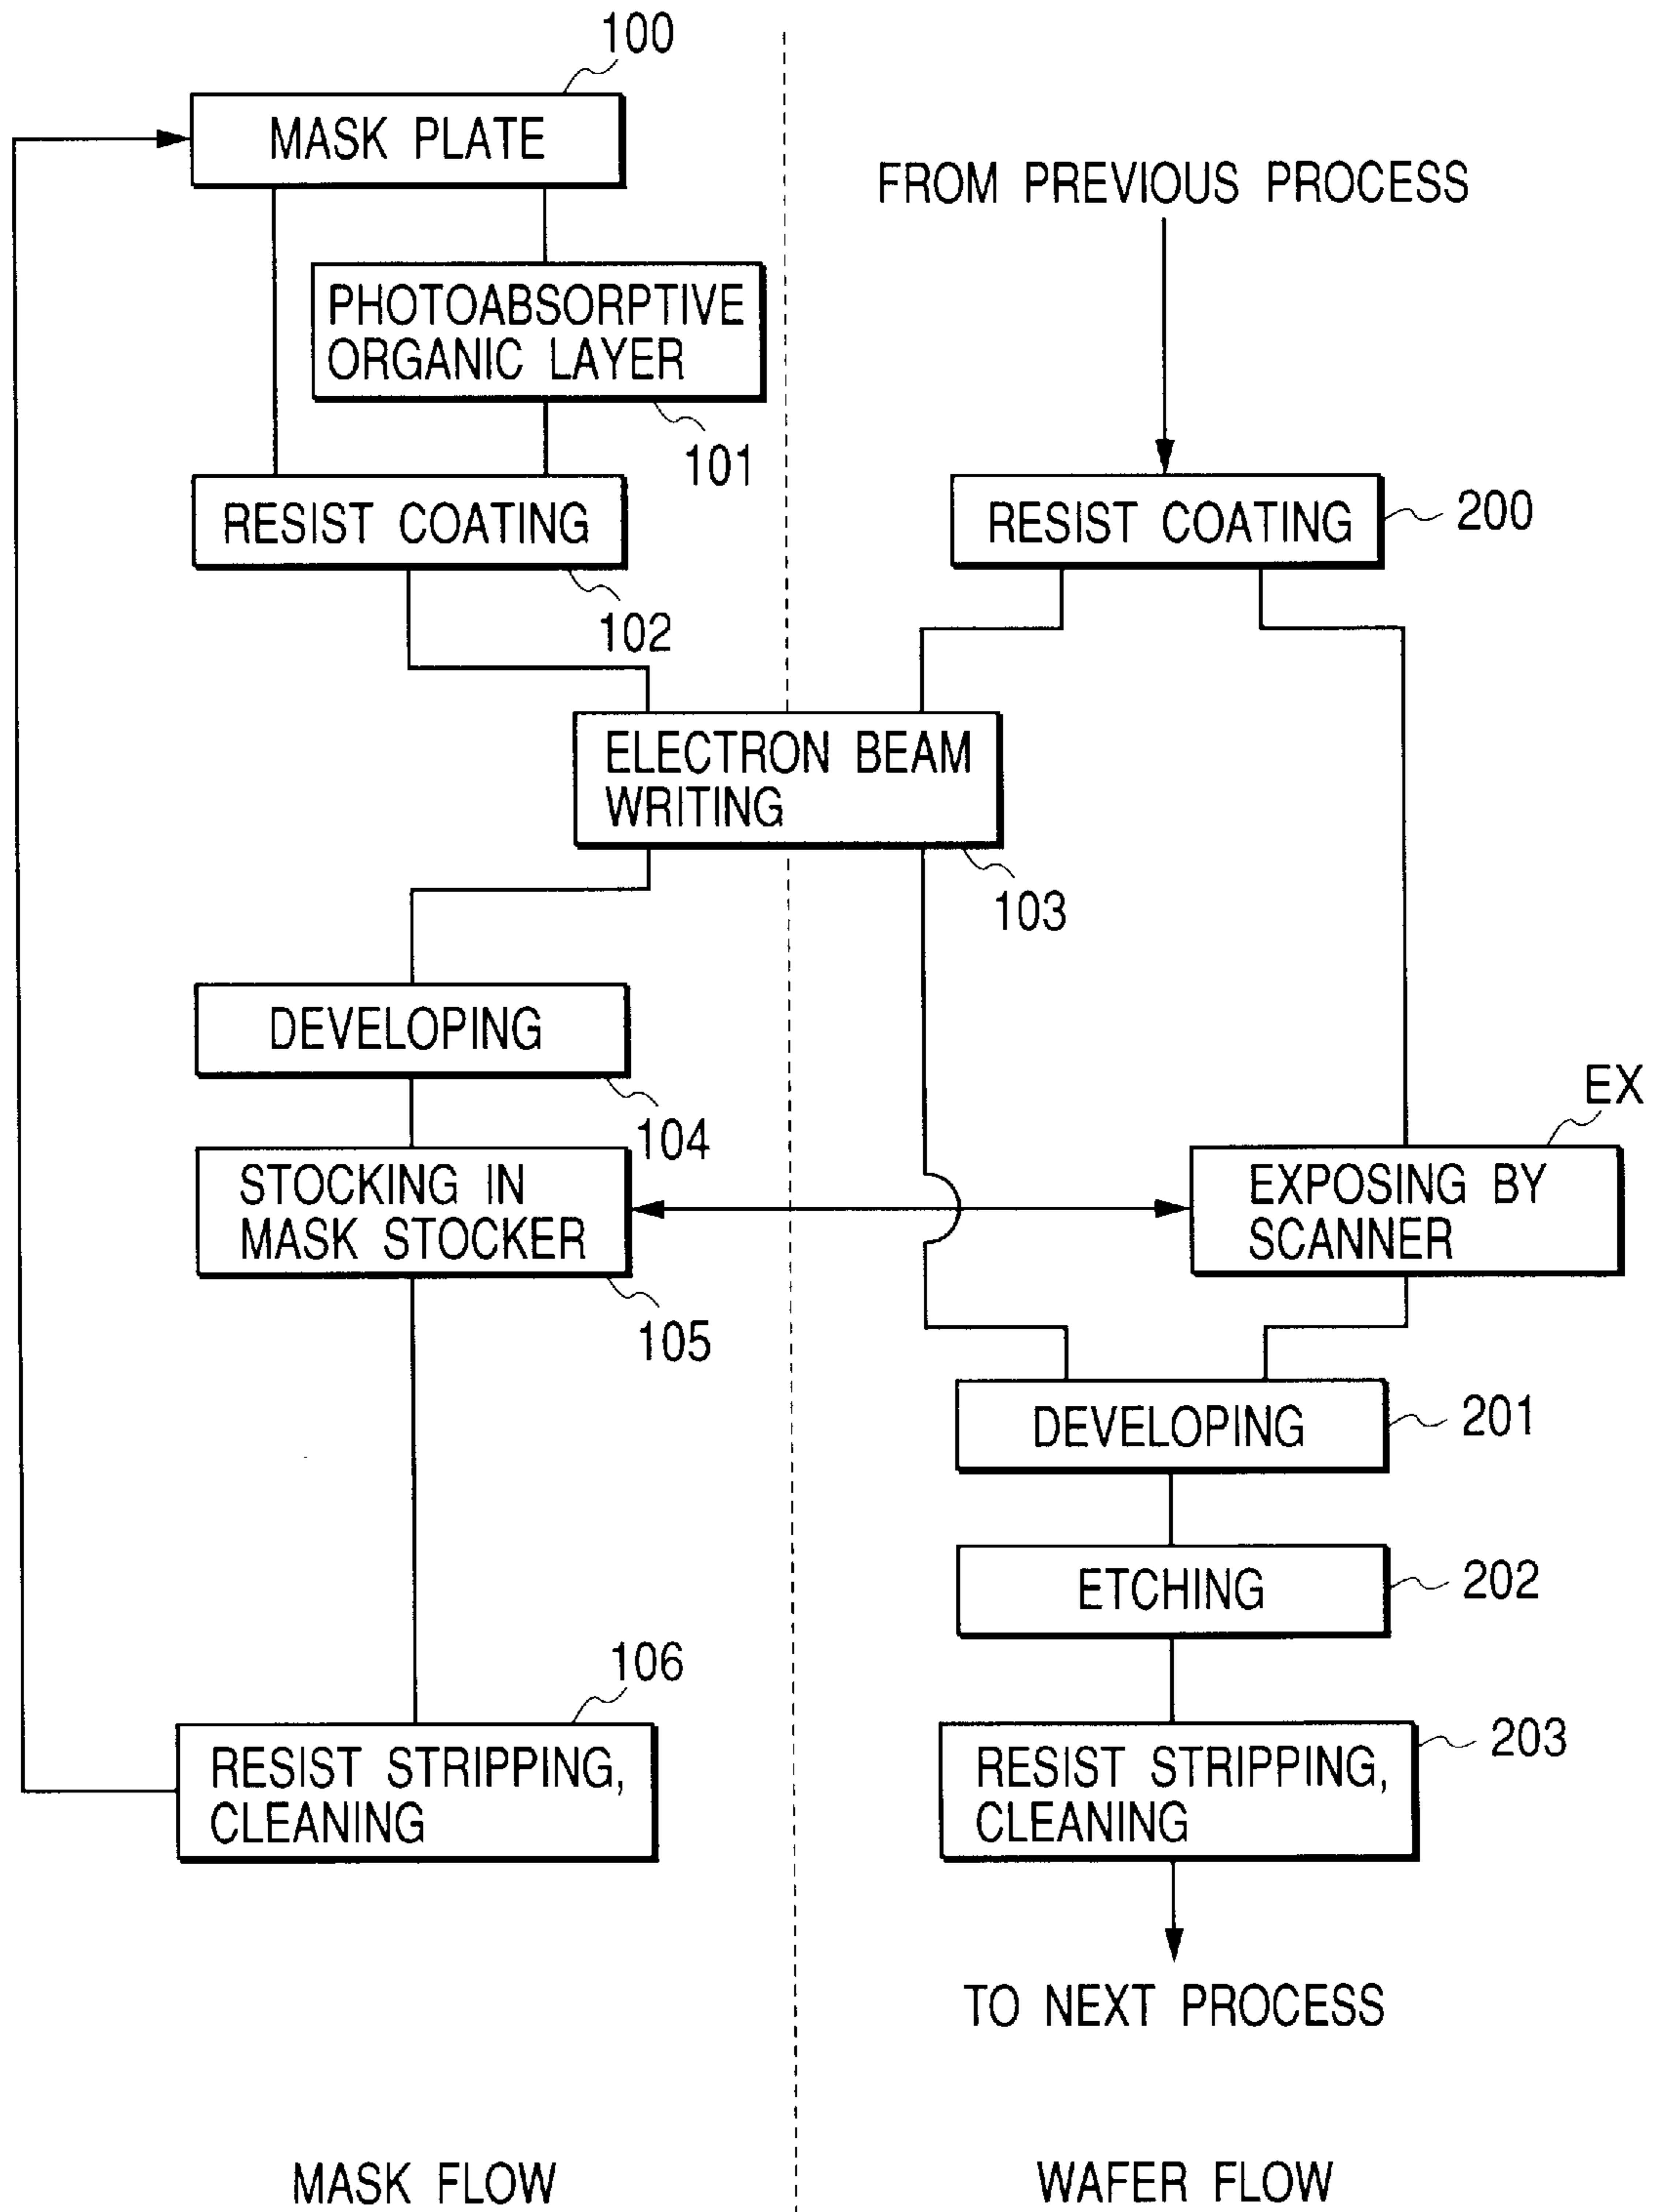 100
MASK PLATE
FROM PREVIOUS PROCESS
PHOTOABSORPTIVE
ORGANIC LAYER
101
RESIST COATING
102
RESIST COATING
200
ELECTRON BEAM
WRITING
103
DEVELOPING
104
EX
STOCKING IN
MASK STOCKER
105
EXPOSING BY
SCANNER
DEVELOPING
201
ETCHING
202
106
RESIST STRIPPING,
CLEANING
RESIST STRIPPING,
CLEANING
203
TO NEXT PROCESS
MASK FLOW
WAFER FLOW